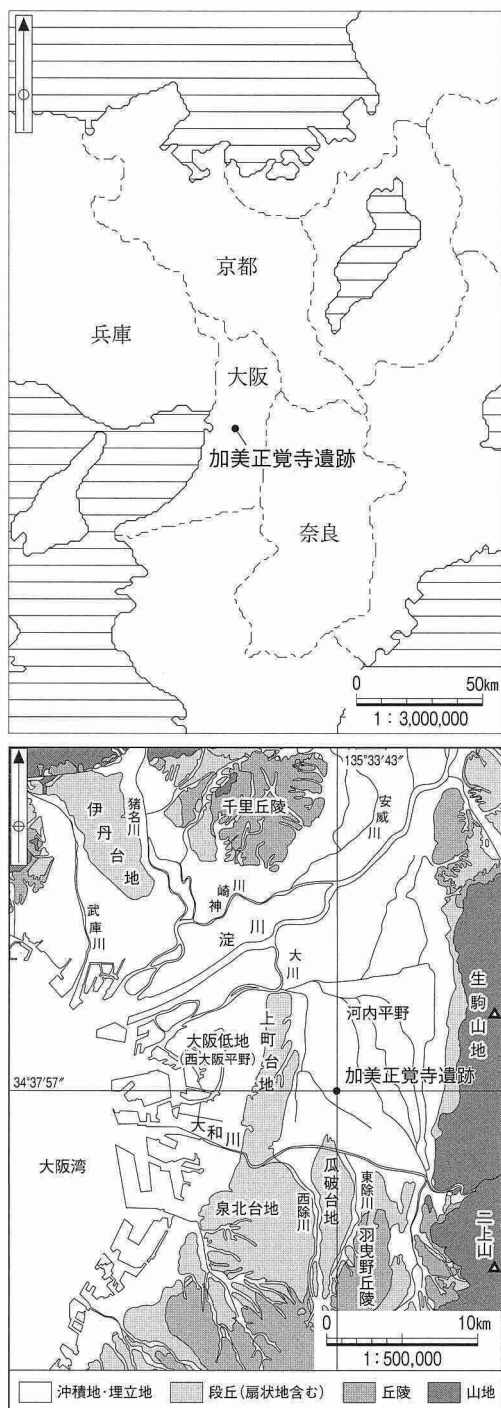 京都
兵庫
大阪
加美正覚寺遺跡
奈良
0 50km
1：3,000,000
135°33′43″
伊丹台地
猪名川
千里丘陵
安威川
武庫川
神崎川
淀川
大川
生駒山地
河内平野
上町台地
大阪低地
(西大阪平野)
加美正覚寺遺跡
34°37′57″
大和川
大阪湾
瓜破台地
東除川
西除川
泉北台地
羽曳野丘陵
二上山
0 10km
1：500,000
沖積地・埋立地 段丘(扇状地含む) 丘陵 山地